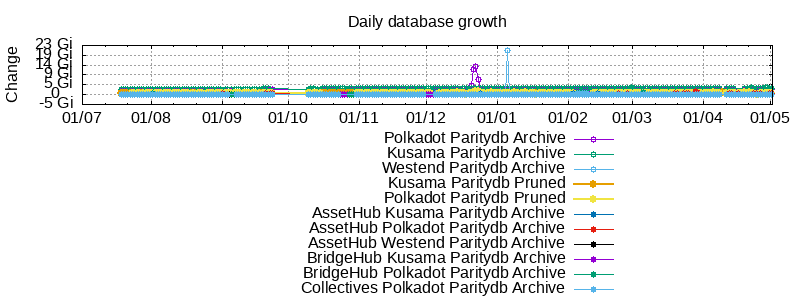 Daily database growth
Change
23 Gi
19 Gi
14 Gi
9 Gi
5 Gi
0
-5 Gi
01/07 01/08 01/09 01/10 01/11 01/12 01/01 01/02 01/03 01/04 01/05
Polkadot Paritydb Archive
Kusama Paritydb Archive
Westend Paritydb Archive
Kusama Paritydb Pruned
Polkadot Paritydb Pruned
AssetHub Kusama Paritydb Archive
AssetHub Polkadot Paritydb Archive
AssetHub Westend Paritydb Archive
BridgeHub Kusama Paritydb Archive
BridgeHub Polkadot Paritydb Archive
Collectives Polkadot Paritydb Archive